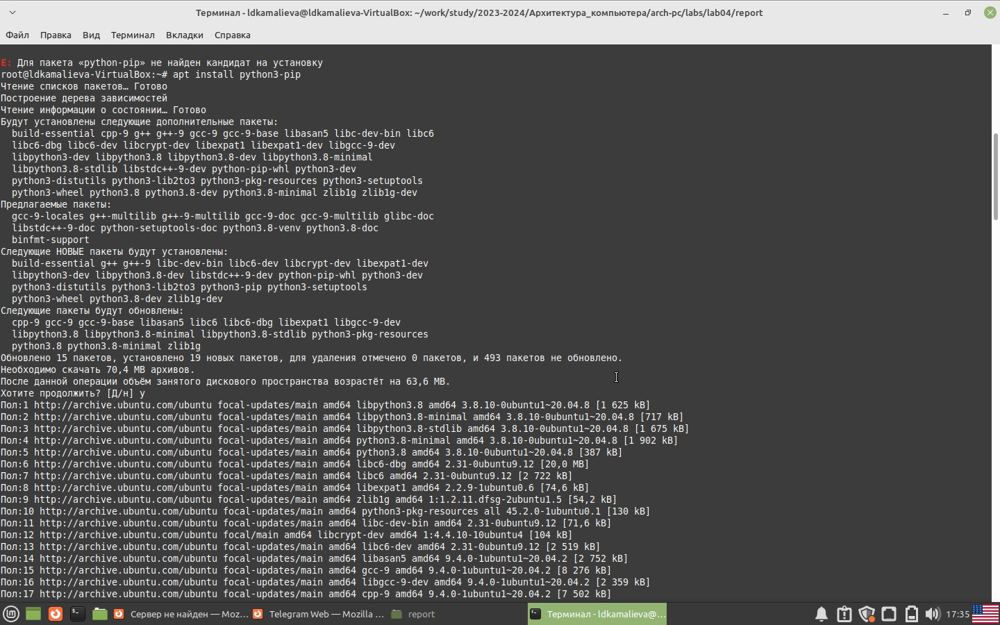 Терминал - ldkamalieva@ldkamalieva-VirtualBox: ~/work/study/2023-2024/Архитектура_компьютера/arch-pc/labs/lab04/report
Файл Правка Вид Терминал Вкладки Справка
E: Для пакета «python-pip» не найден кандидат на установку
root@ldkamalieva-VirtualBox:~# apt install python3-pip
Чтение списков пакетов… Готово
Построение дерева зависимостей
Чтение информации о состоянии… Готово
Будут установлены следующие дополнительные пакеты:
build-essential cpp-9 g++ g++-9 gcc-9 gcc-9-base libasan5 libc-dev-bin libc6
libc6-dbg libc6-dev libcrypt-dev libexpat1 libexpat1-dev libgcc-9-dev
libpython3-dev libpython3.8 libpython3.8-dev libpython3.8-minimal
libpython3.8-stdlib libstdc++-9-dev python-pip-whl python3-dev
python3-distutils python3-lib2to3 python3-pkg-resources python3-setuptools
python3-wheel python3.8 python3.8-dev python3.8-minimal zlib1g zlib1g-dev
Предлагаемые пакеты:
gcc-9-locales g++-multilib g++-9-multilib gcc-9-doc gcc-9-multilib glibc-doc
libstdc++-9-doc python-setuptools-doc python3.8-venv python3.8-doc
binfmt-support
Следующие НОВЫЕ пакеты будут установлены:
build-essential g++ g++-9 libc-dev-bin libc6-dev libcrypt-dev libexpat1-dev
libpython3-dev libpython3.8-dev libstdc++-9-dev python-pip-whl python3-dev
python3-distutils python3-lib2to3 python3-pip python3-setuptools
python3-wheel python3.8-dev zlib1g-dev
Следующие пакеты будут обновлены:
cpp-9 gcc-9 gcc-9-base libasan5 libc6 libc6-dbg libexpat1 libgcc-9-dev
libpython3.8 libpython3.8-minimal libpython3.8-stdlib python3-pkg-resources
python3.8 python3.8-minimal zlib1g
Обновлено 15 пакетов, установлено 19 новых пакетов, для удаления отмечено 0 пакетов, и 493 пакетов не обновлено.
Необходимо скачать 70,4 MB архивов.
После данной операции объём занятого дискового пространства возрастёт на 63,6 MB.
Хотите продолжить? [Д/н] y
Пол:1 http://archive.ubuntu.com/ubuntu focal-updates/main amd64 libpython3.8 amd64 3.8.10-0ubuntu1~20.04.8 [1 625 kB]
Пол:2 http://archive.ubuntu.com/ubuntu focal-updates/main amd64 libpython3.8-minimal amd64 3.8.10-0ubuntu1~20.04.8 [717 kB]
Пол:3 http://archive.ubuntu.com/ubuntu focal-updates/main amd64 libpython3.8-stdlib amd64 3.8.10-0ubuntu1~20.04.8 [1 675 kB]
Пол:4 http://archive.ubuntu.com/ubuntu focal-updates/main amd64 python3.8-minimal amd64 3.8.10-0ubuntu1~20.04.8 [1 902 kB]
Пол:5 http://archive.ubuntu.com/ubuntu focal-updates/main amd64 python3.8 amd64 3.8.10-0ubuntu1~20.04.8 [387 kB]
Пол:6 http://archive.ubuntu.com/ubuntu focal-updates/main amd64 libc6-dbg amd64 2.31-0ubuntu9.12 [20,0 MB]
Пол:7 http://archive.ubuntu.com/ubuntu focal-updates/main amd64 libc6 amd64 2.31-0ubuntu9.12 [2 722 kB]
Пол:8 http://archive.ubuntu.com/ubuntu focal-updates/main amd64 libexpat1 amd64 2.2.9-1ubuntu0.6 [74,6 kB]
Пол:9 http://archive.ubuntu.com/ubuntu focal-updates/main amd64 zlib1g amd64 1:1.2.11.dfsg-2ubuntu1.5 [54,2 kB]
Пол:10 http://archive.ubuntu.com/ubuntu focal-updates/main amd64 python3-pkg-resources all 45.2.0-1ubuntu0.1 [130 kB]
Пол:11 http://archive.ubuntu.com/ubuntu focal-updates/main amd64 libc-dev-bin amd64 2.31-0ubuntu9.12 [71,6 kB]
Пол:12 http://archive.ubuntu.com/ubuntu focal/main amd64 libcrypt-dev amd64 1:4.4.10-10ubuntu4 [104 kB]
Пол:13 http://archive.ubuntu.com/ubuntu focal-updates/main amd64 libc6-dev amd64 2.31-0ubuntu9.12 [2 519 kB]
Пол:14 http://archive.ubuntu.com/ubuntu focal-updates/main amd64 libasan5 amd64 9.4.0-1ubuntu1~20.04.2 [2 752 kB]
Пол:15 http://archive.ubuntu.com/ubuntu focal-updates/main amd64 gcc-9 amd64 9.4.0-1ubuntu1~20.04.2 [8 276 kB]
Пол:16 http://archive.ubuntu.com/ubuntu focal-updates/main amd64 libgcc-9-dev amd64 9.4.0-1ubuntu1~20.04.2 [2 359 kB]
Пол:17 http://archive.ubuntu.com/ubuntu focal-updates/main amd64 cpp-9 amd64 9.4.0-1ubuntu1~20.04.2 [7 502 kB]
Сервер не найден — Moz... Telegram Web — Mozilla ... report Терминал - ldkamalieva@... 17:35